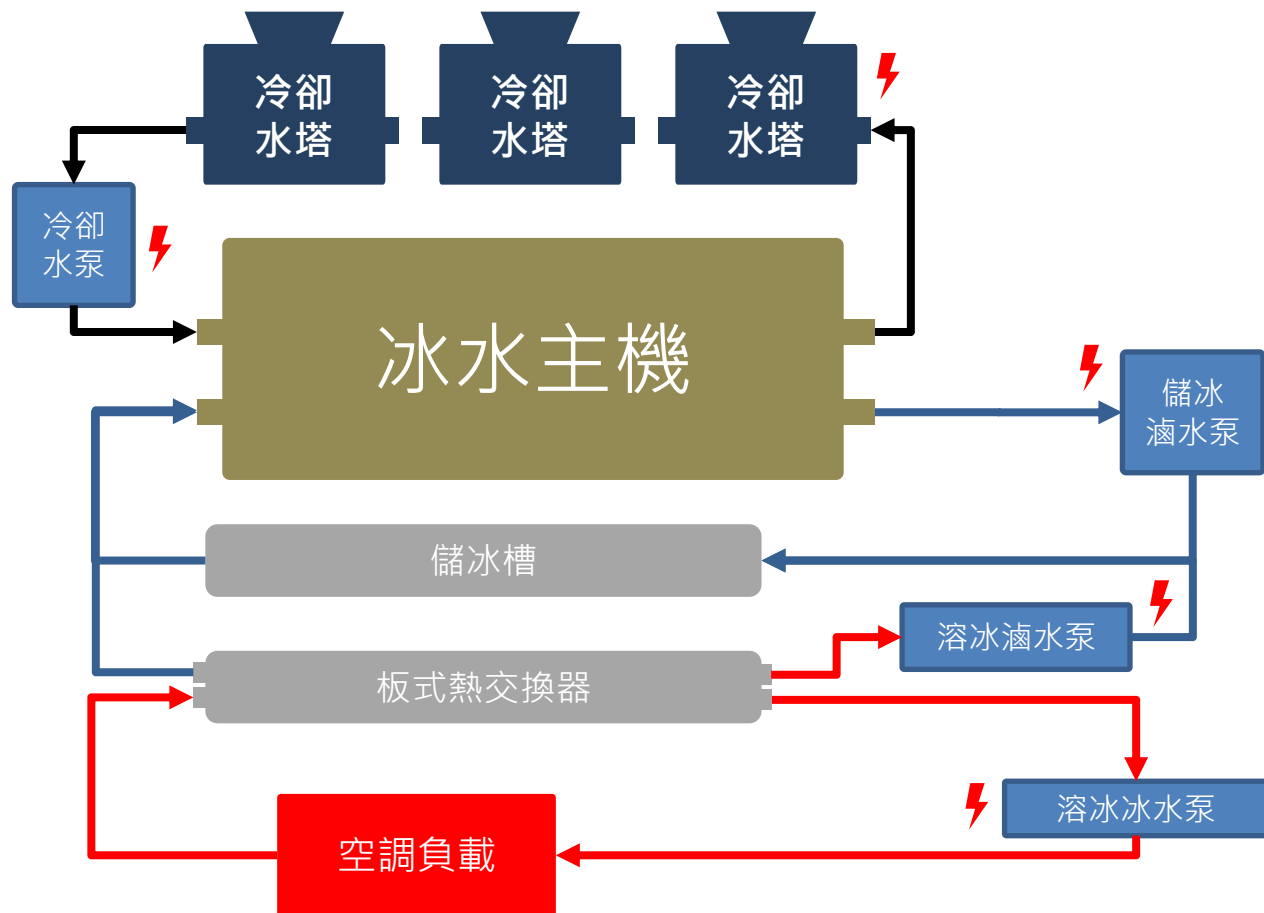 冷卻
水塔
冷卻
水塔
冷卻
水塔
冷卻
水泵
冰水主機
儲冰
滷水泵
儲冰槽
溶冰滷水泵
板式熱交換器
溶冰冰水泵
空調負載